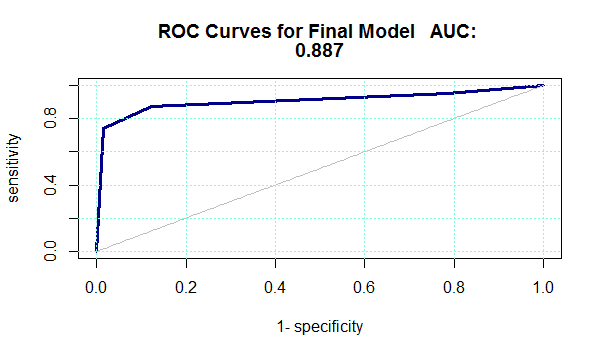 ROC Curves for Final Model   AUC:
0.887
sensitivity
0.8
0.4
0.0
0.0 0.2 0.4 0.6 0.8 1.0
1- specificity